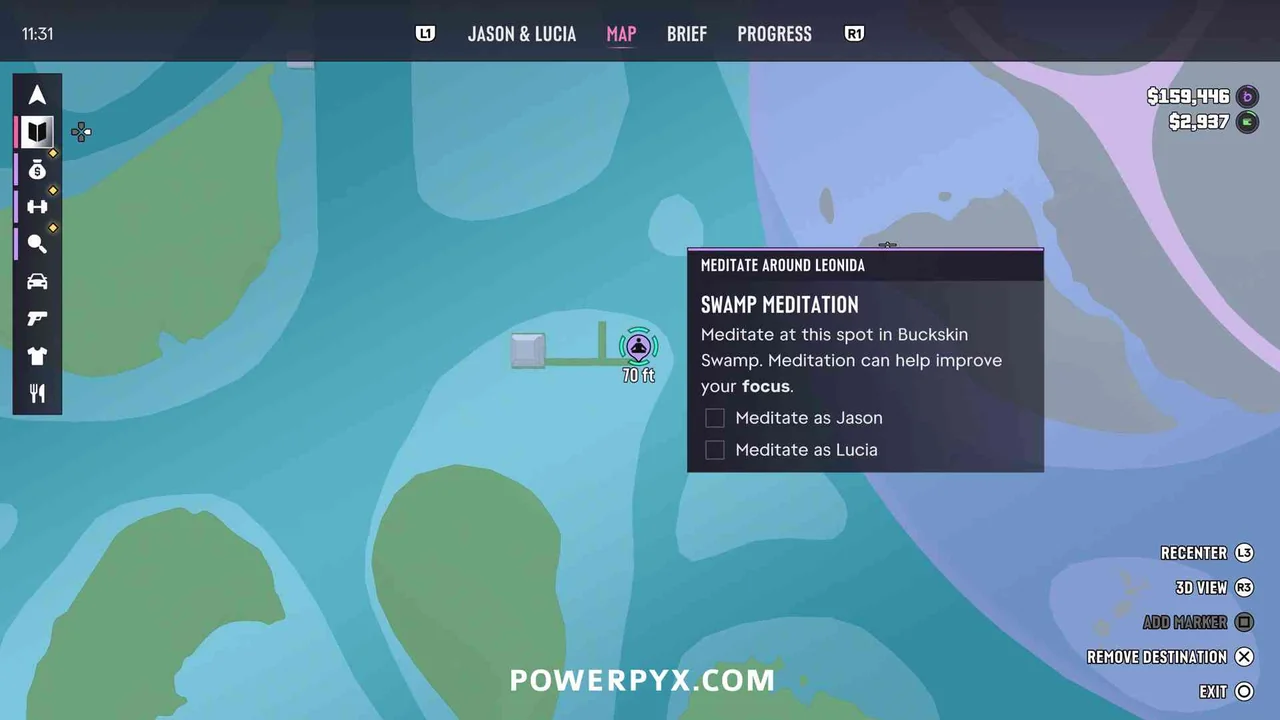 11:31
L1
JASON & LUCIA
MAP
BRIEF
PROGRESS
R1
$159,446
$2,937
MEDITATE AROUND LEONIDA
SWAMP MEDITATION
Meditate at this spot in Buckskin
Swamp. Meditation can help improve
your focus.
Meditate as Jason
Meditate as Lucia
70 ft
RECENTER L3
3D VIEW R3
ADD MARKER
REMOVE DESTINATION
EXIT
POWERPYX.COM